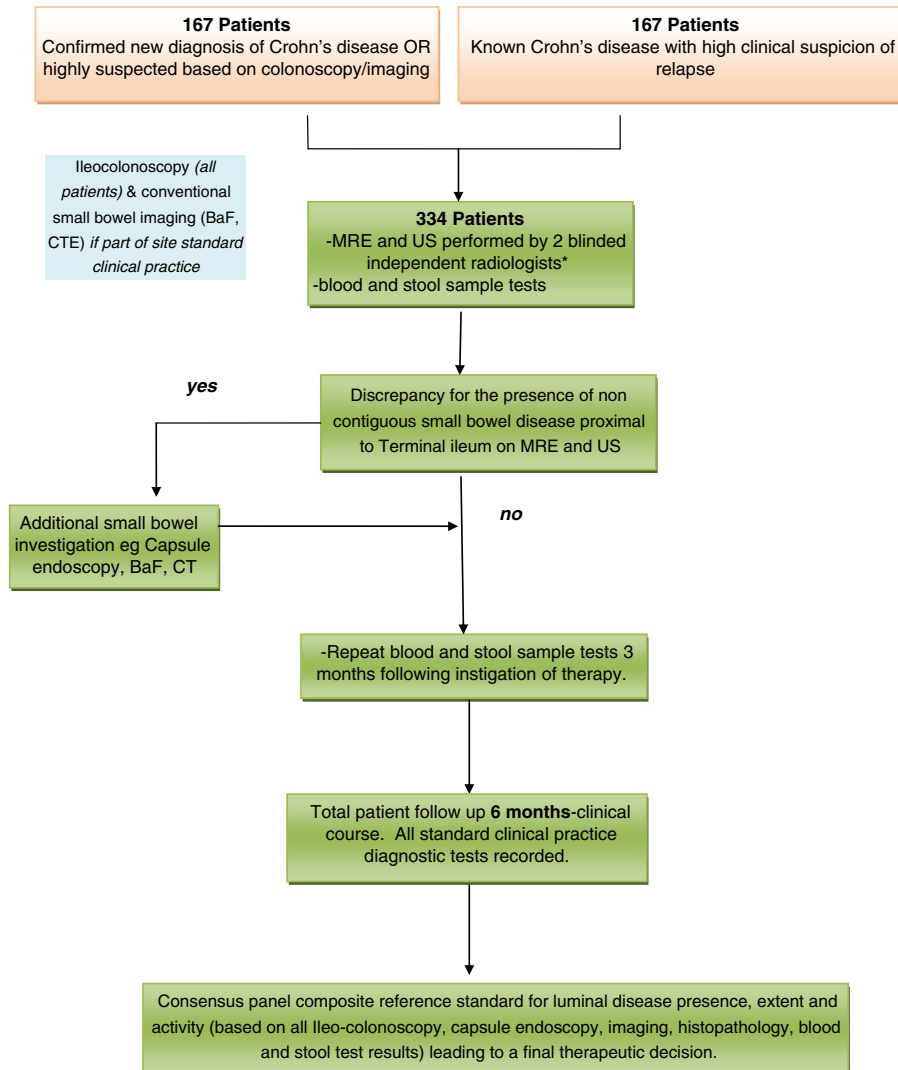 167 Patients
Confirmed new diagnosis of Crohn's disease OR
highly suspected based on colonoscopy/imaging
167 Patients
Known Crohn's disease with high clinical suspicion of
relapse
Ileocolonoscopy (all
patients) & conventional
small bowel imaging (BaF,
CTE) if part of site standard
clinical practice
334 Patients
-MRE and US performed by 2 blinded
independent radiologists*
-blood and stool sample tests
yes
Discrepancy for the presence of non
contiguous small bowel disease proximal
to Terminal ileum on MRE and US
no
Additional small bowel
investigation eg Capsule
endoscopy, BaF, CT
-Repeat blood and stool sample tests 3
months following instigation of therapy.
Total patient follow up 6 months-clinical
course. All standard clinical practice
diagnostic tests recorded.
Consensus panel composite reference standard for luminal disease presence, extent and
activity (based on all Ileo-colonoscopy, capsule endoscopy, imaging, histopathology, blood
and stool test results) leading to a final therapeutic decision.